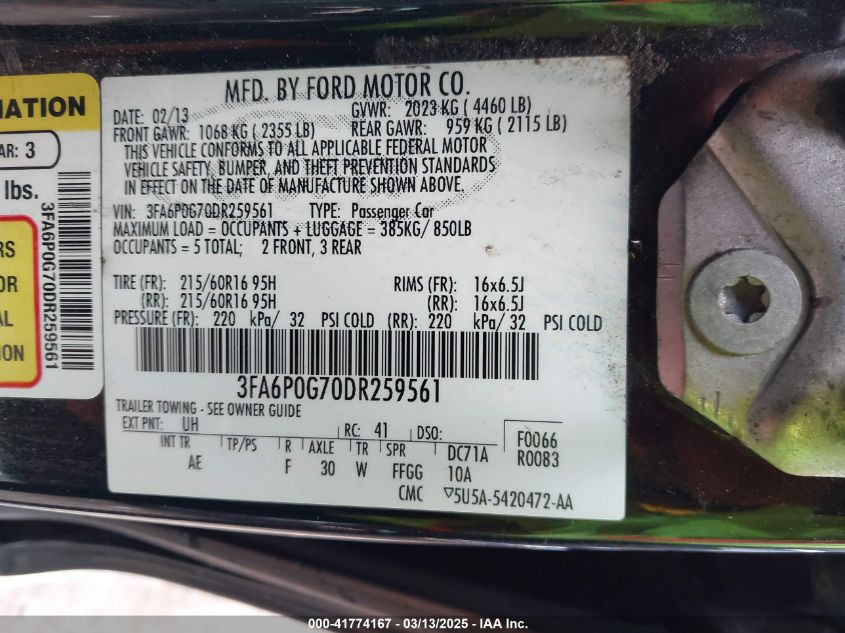 MATION
AR: 3
lbs.
RS
OR
AL
ION
3FA6P0G70DR259561
MFD. BY FORD MOTOR CO.
DATE: 02/13
GVWR: 2023 KG ( 4460 LB)
FRONT GAWR: 1068 KG ( 2355 LB)
REAR GAWR: 959 KG ( 2115 LB)
THIS VEHICLE CONFORMS TO ALL APPLICABLE FEDERAL MOTOR
VEHICLE SAFETY, BUMPER, AND THEFT PREVENTION STANDARDS
IN EFFECT ON THE DATE OF MANUFACTURE SHOWN ABOVE.
VIN: 3FA6P0G70DR259561 TYPE: Passenger Car
MAXIMUM LOAD = OCCUPANTS + LUGGAGE = 385KG/ 850LB
OCCUPANTS = 5 TOTAL; 2 FRONT, 3 REAR
TIRE (FR): 215/60R16 95H RIMS (FR): 16x6.5J
(RR): 215/60R16 95H (RR): 16x6.5J
PRESSURE (FR): 220 kPa/ 32 PSI COLD (RR): 220 kPa/ 32 PSI COLD
3FA6P0G70DR259561
TRAILER TOWING - SEE OWNER GUIDE
EXT PNT: UH RC: 41 DSO: F0066
INT TR TP/PS R AXLE TR SPR DC71A R0083
AE F 30 W FFGG 10A
CMC ▽5U5A-5420472-AA
000-41774167 - 03/13/2025 - IAA Inc.